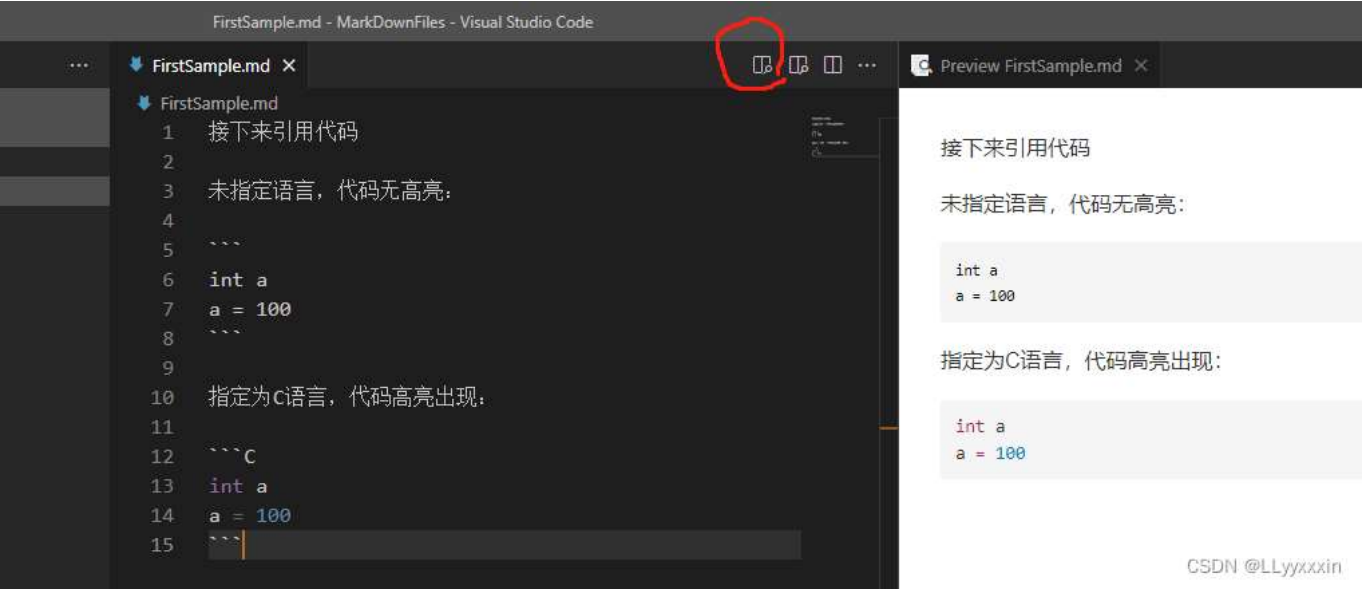 FirstSample.md - MarkDownFiles - Visual Studio Code
FirstSample.md
Preview FirstSample.md
FirstSample.md
1 接下来引用代码
2
3 未指定语言，代码无高亮：
4
5 ```
6 int a
7 a = 100
8 ```
9
10 指定为C语言，代码高亮出现：
11
12 ```C
13 int a
14 a = 100
15 ```
接下来引用代码
未指定语言，代码无高亮：
int a
a = 100
指定为C语言，代码高亮出现：
int a
a = 100
CSDN @LLyyxxxin